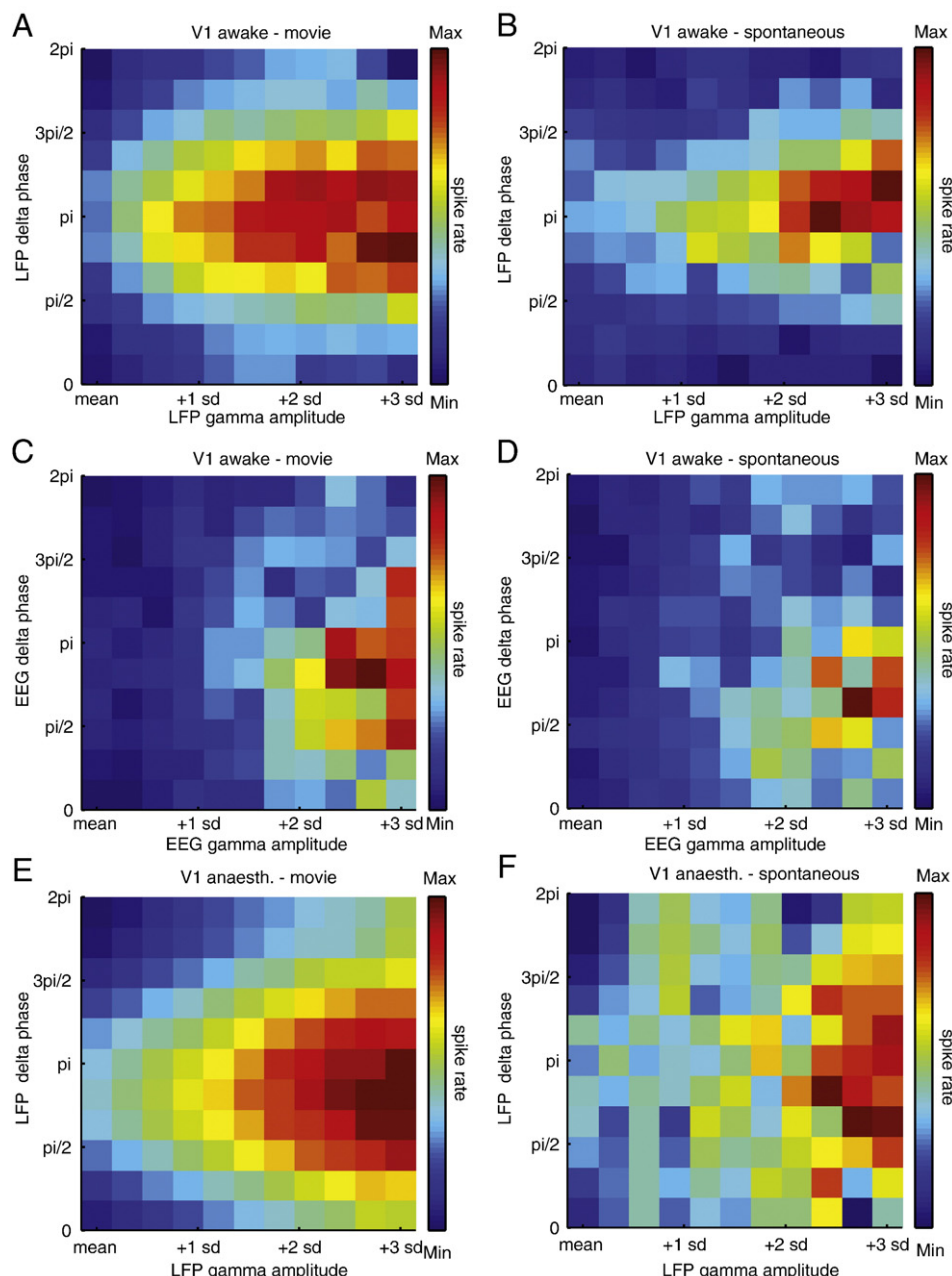 A
V1 awake - movie
Max
2pi
3pi/2
pi
pi/2
0
LFP delta phase
spike rate
mean
+1 sd
+2 sd
+3 sd
Min
LFP gamma amplitude
B
V1 awake - spontaneous
Max
2pi
3pi/2
pi
pi/2
0
LFP delta phase
spike rate
mean
+1 sd
+2 sd
+3 sd
Min
LFP gamma amplitude
C
V1 awake - movie
Max
2pi
3pi/2
pi
pi/2
0
EEG delta phase
spike rate
mean
+1 sd
+2 sd
+3 sd
Min
EEG gamma amplitude
D
V1 awake - spontaneous
Max
2pi
3pi/2
pi
pi/2
0
EEG delta phase
spike rate
mean
+1 sd
+2 sd
+3 sd
Min
EEG gamma amplitude
E
V1 anaesth. - movie
Max
2pi
3pi/2
pi
pi/2
0
LFP delta phase
spike rate
mean
+1 sd
+2 sd
+3 sd
Min
LFP gamma amplitude
F
V1 anaesth. - spontaneous
Max
2pi
3pi/2
pi
pi/2
0
LFP delta phase
spike rate
mean
+1 sd
+2 sd
+3 sd
Min
LFP gamma amplitude